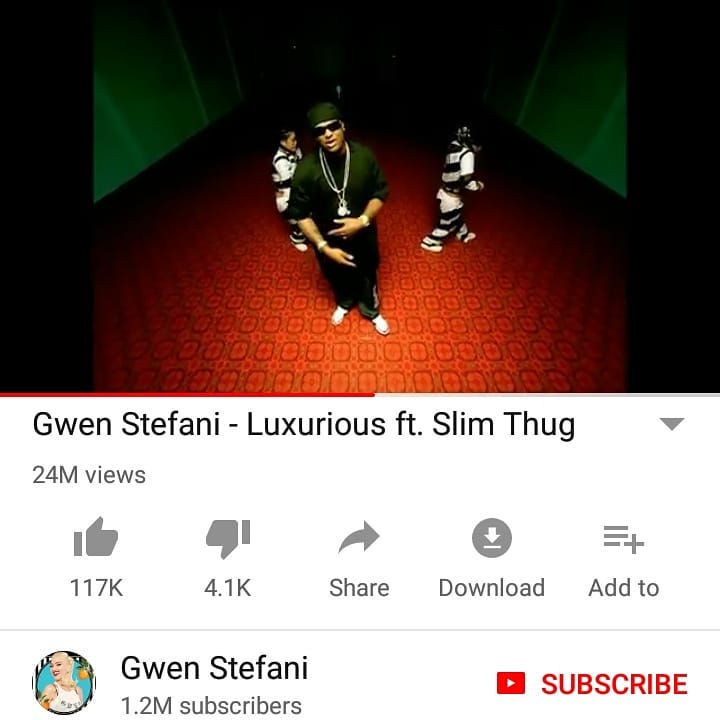 Gwen Stefani - Luxurious ft. Slim Thug
24M views
117K
4.1K
Share
Download
Add to
Gwen Stefani
1.2M subscribers
SUBSCRIBE